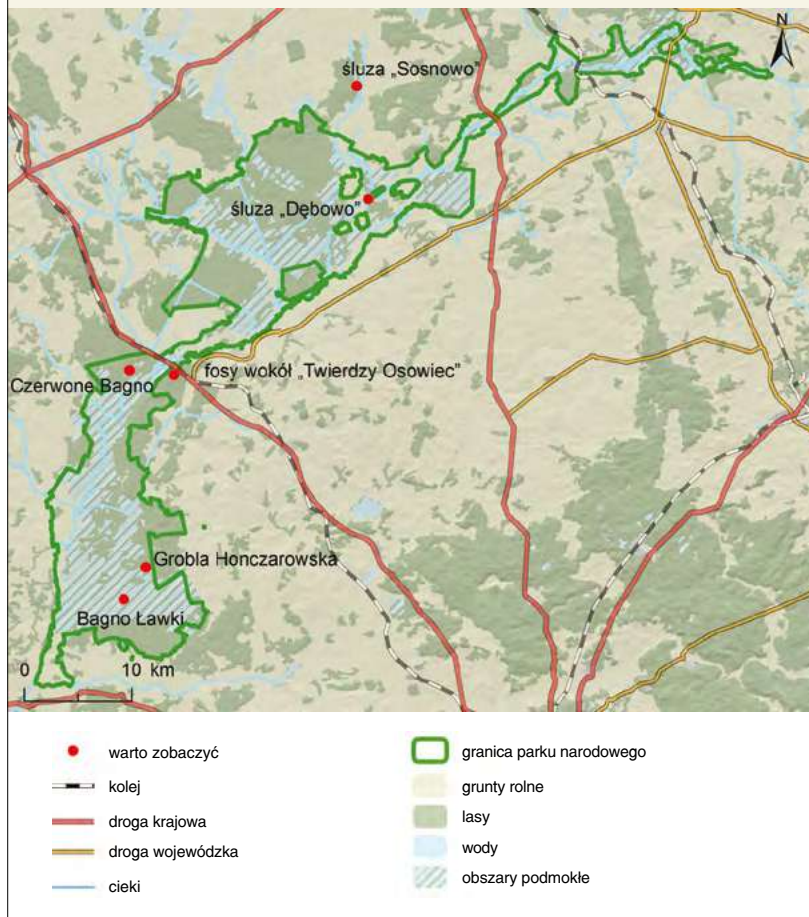 N
śluza „Sosnowo”
śluza „Dębowo”
fosy wokół „Twierdzy Osowiec”
Czerwone Bagno
Grobla Honczarowska
Bagno Ławki
0 10 km
warto zobaczyć
kolej
droga krajowa
droga wojewódzka
cieki
granica parku narodowego
grunty rolne
lasy
wody
obszary podmokłe